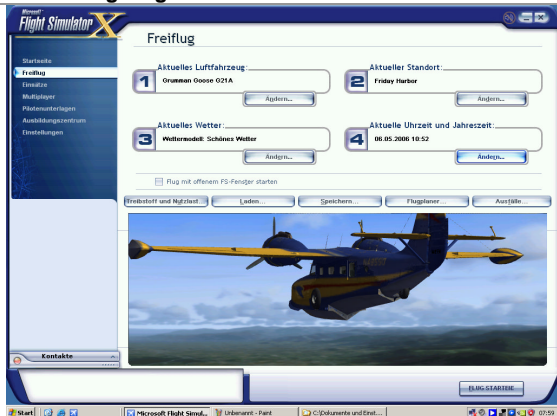 Microsoft
Flight Simulator X
Freiflug
Startseite
Freiflug
Einsätze
Multiplayer
Pilotenunterlagen
Ausbildungszentrum
Einstellungen
Aktuelles Luftfahrzeug:
1
Grumman Goose G21A
Ändern...
Aktueller Standort:
2
Friday Harbor
Ändern...
Aktuelles Wetter:
3
Wettermodell: Schönes Wetter
Ändern...
Aktuelle Uhrzeit und Jahreszeit:
4
06.05.2006 10:52
Ändern...
Flug mit offenem FS-Fenster starten
Treibstoff und Nutzlast...
Laden...
Speichern...
Flugplaner...
Ausfälle...
Kontakte
FLUG STARTEN
Start
Microsoft Flight Simul...
Unbenannt - Paint
C:\Dokumente und Einst...
07:59